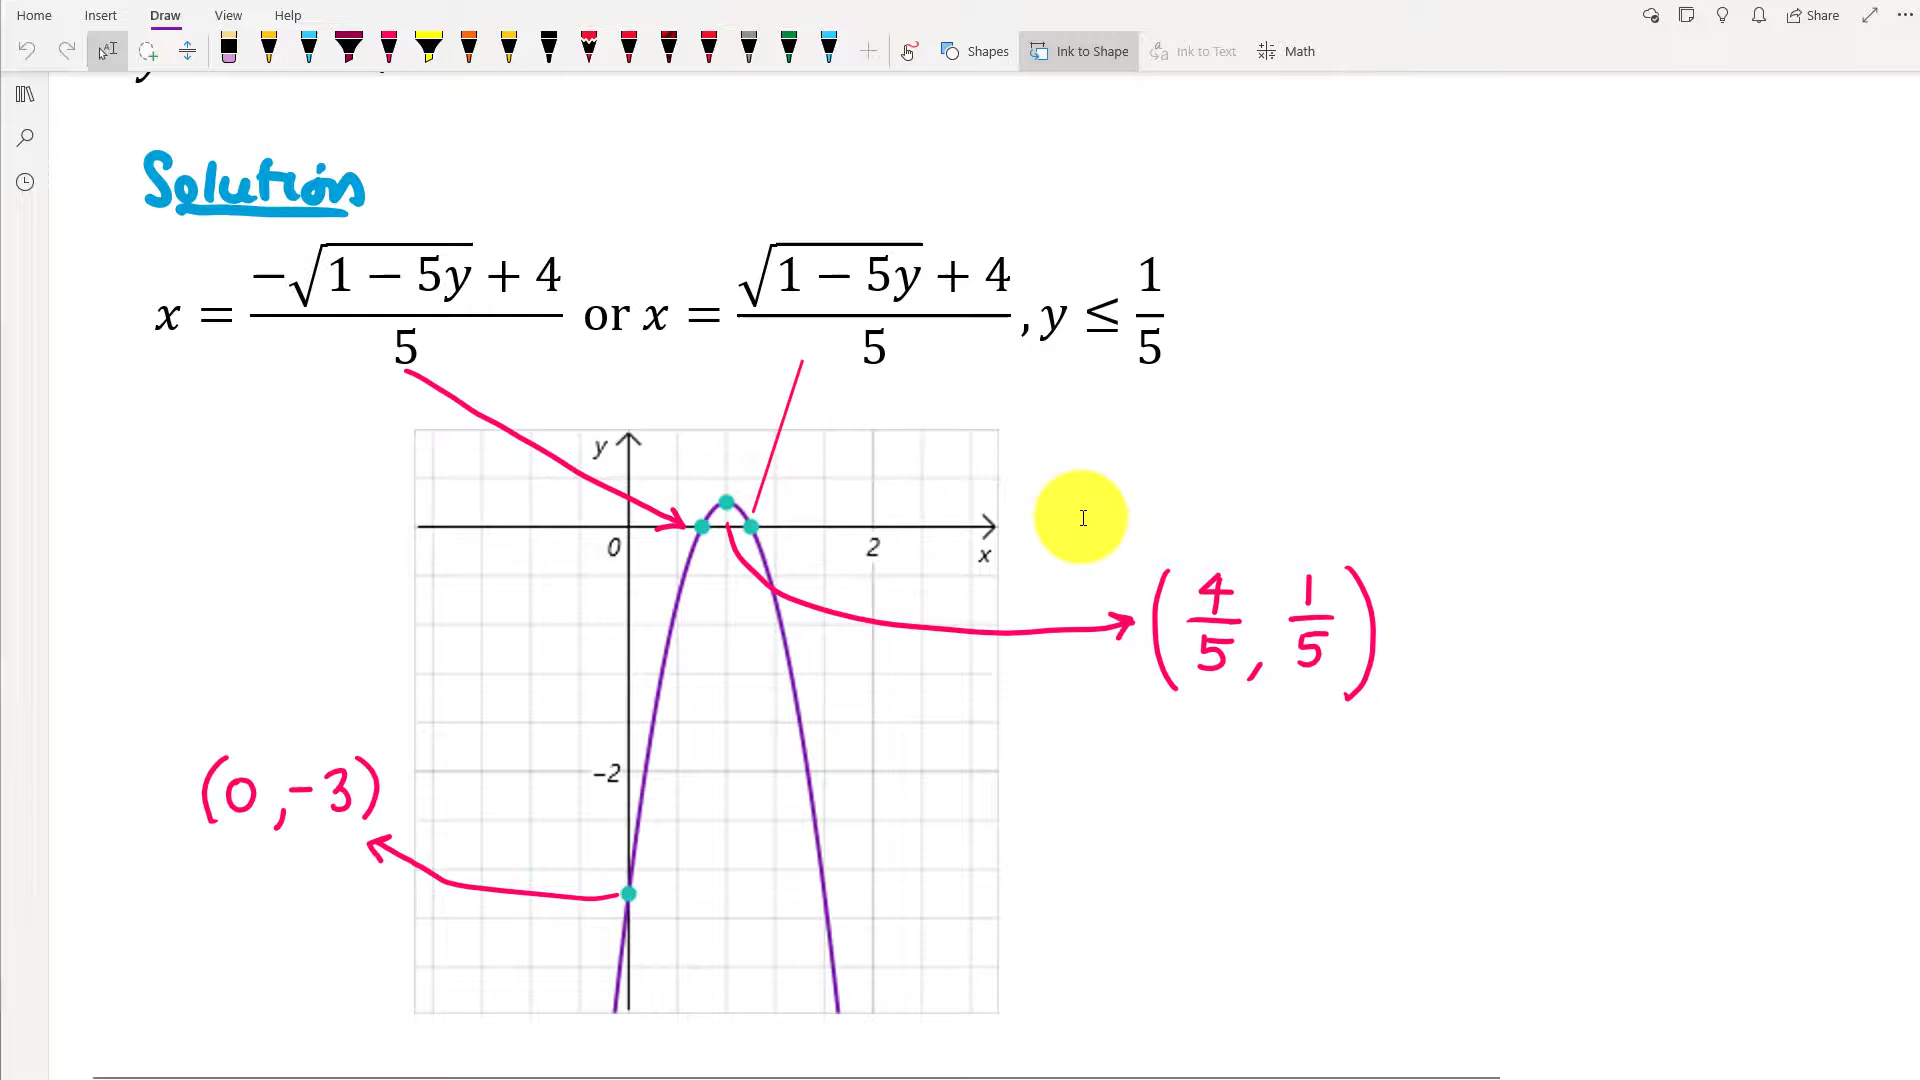 Home Insert Draw View Help Share
Shapes Ink to Shape Ink to Text Math
Solution
x = (-√(1 − 5y) + 4)/5 or x = (√(1 − 5y) + 4)/5, y ≤ 1/5
y
0 2 x
(4/5, 1/5)
−2
(0, -3)